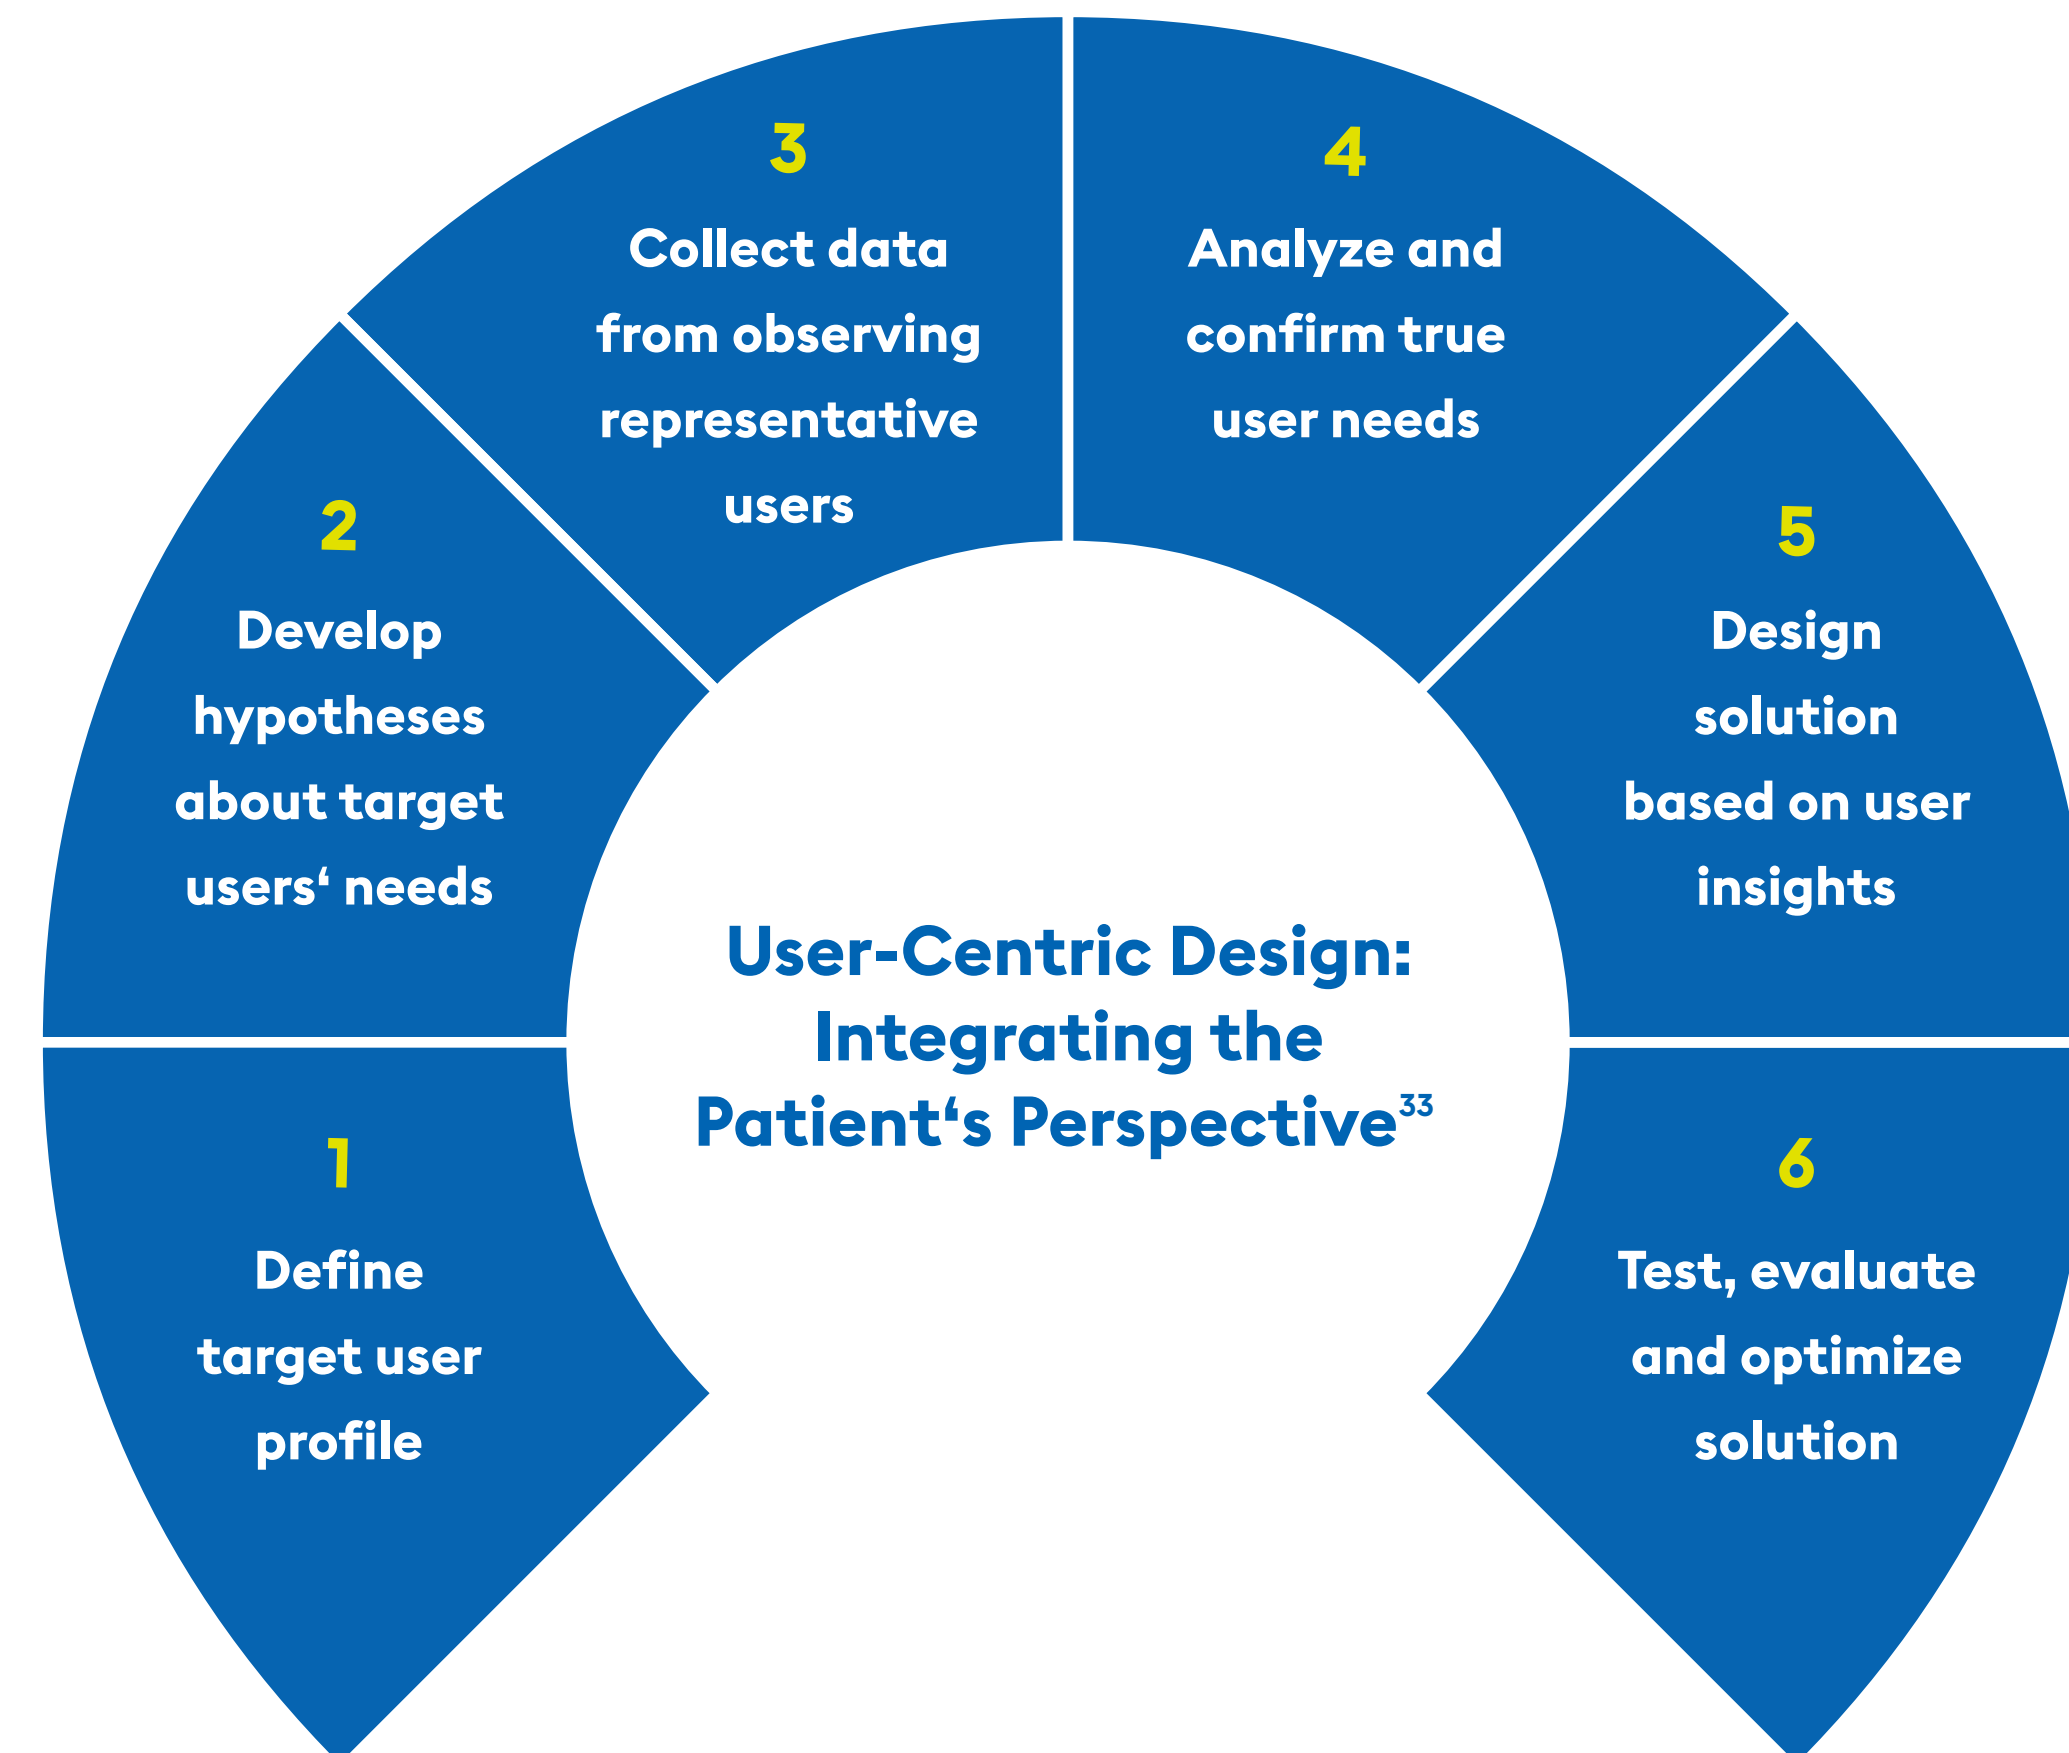 1
Define
target user
profile
2
Develop
hypotheses
about target
users‘ needs
3
Collect data
from observing
representative
users
4
Analyze and
confirm true
user needs
5
Design
solution
based on user
insights
6
Test, evaluate
and optimize
solution
User-Centric Design:
Integrating the
Patient‘s Perspective³³